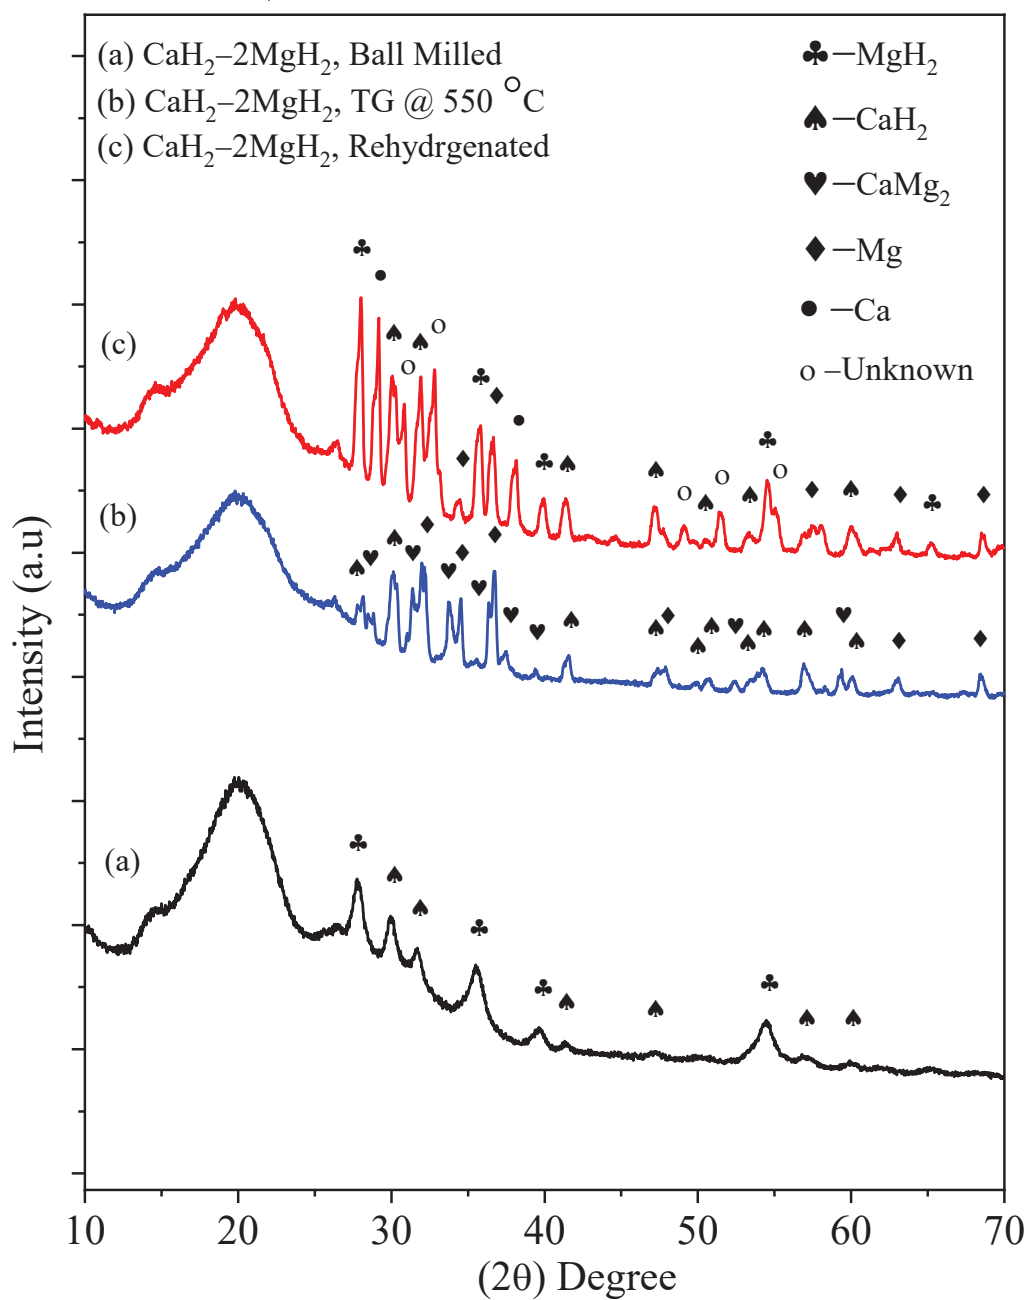 (a) CaH₂–2MgH₂, Ball Milled
(b) CaH₂–2MgH₂, TG @ 550 °C
(c) CaH₂–2MgH₂, Rehydrgenated
♣–MgH₂
♠–CaH₂
♥–CaMg₂
♦–Mg
●–Ca
o –Unknown
(c)
(b)
(a)
Intensity (a.u)
10 20 30 40 50 60 70
(2θ) Degree